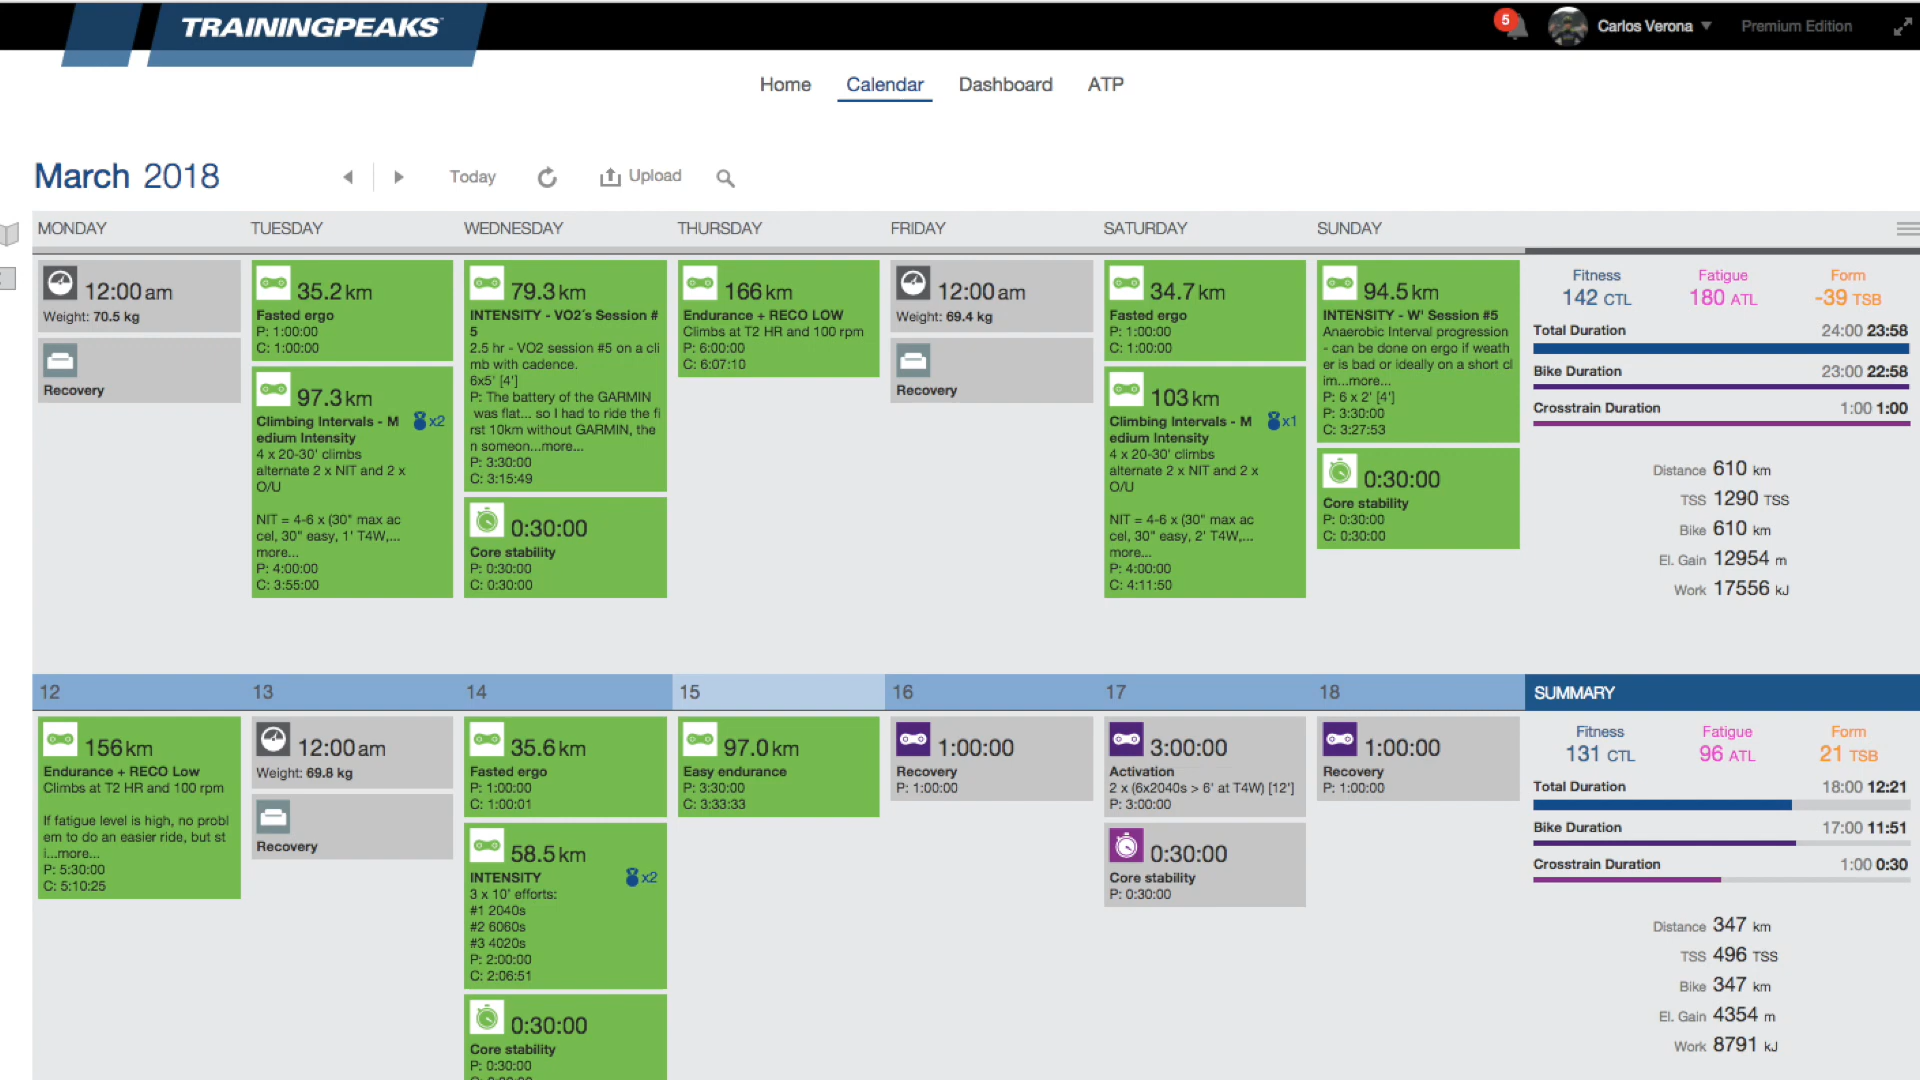 TRAININGPEAKS
5
Carlos Verona
Premium Edition
Home Calendar Dashboard ATP
March 2018
Today
Upload
MONDAY TUESDAY WEDNESDAY THURSDAY FRIDAY SATURDAY SUNDAY
12:00 am
Weight: 70.5 kg
Recovery
35.2 km
Fasted ergo
P: 1:00:00
C: 1:00:00
97.3 km
Climbing Intervals - M
x2
edium Intensity
4 x 20-30' climbs
alternate 2 x NIT and 2 x
O/U
NIT = 4-6 x (30" max ac
cel, 30" easy, 1' T4W,...
more...
P: 4:00:00
C: 3:55:00
79.3 km
INTENSITY - VO2´s Session #
5
2.5 hr - VO2 session #5 on a cli
mb with cadence.
6x5' [4']
P: The battery of the GARMIN
was flat... so I had to ride the fi
rst 10km without GARMIN, the
n someon...more...
P: 3:30:00
C: 3:15:49
0:30:00
Core stability
P: 0:30:00
C: 0:30:00
166 km
Endurance + RECO LOW
Climbs at T2 HR and 100 rpm
P: 6:00:00
C: 6:07:10
12:00 am
Weight: 69.4 kg
Recovery
34.7 km
Fasted ergo
P: 1:00:00
C: 1:00:00
103 km
Climbing Intervals - M
x1
edium Intensity
4 x 20-30' climbs
alternate 2 x NIT and 2 x
O/U
NIT = 4-6 x (30" max ac
cel, 30" easy, 2' T4W,...
more...
P: 4:00:00
C: 4:11:50
94.5 km
INTENSITY - W' Session #5
Anaerobic Interval progression
- can be done on ergo if weath
er is bad or ideally on a short cl
im...more...
P: 6 x 2' [4']
P: 3:30:00
C: 3:27:53
0:30:00
Core stability
P: 0:30:00
C: 0:30:00
Fitness Fatigue Form
142 CTL 180 ATL -39 TSB
Total Duration 24:00 23:58
Bike Duration 23:00 22:58
Crosstrain Duration 1:00 1:00
Distance 610 km
TSS 1290 TSS
Bike 610 km
El. Gain 12954 m
Work 17556 kJ
12 13 14 15 16 17 18 SUMMARY
156 km
Endurance + RECO Low
Climbs at T2 HR and 100 rpm
If fatigue level is high, no probl
em to do an easier ride, but st
i...more...
P: 5:30:00
C: 5:10:25
12:00 am
Weight: 69.8 kg
Recovery
35.6 km
Fasted ergo
P: 1:00:00
C: 1:00:01
58.5 km
INTENSITY
x2
3 x 10' efforts:
#1 2040s
#2 6060s
#3 4020s
P: 2:00:00
C: 2:06:51
0:30:00
Core stability
P: 0:30:00
97.0 km
Easy endurance
P: 3:30:00
C: 3:33:33
1:00:00
Recovery
P: 1:00:00
3:00:00
Activation
2 x (6x2040s > 6' at T4W) [12']
P: 3:00:00
0:30:00
Core stability
P: 0:30:00
1:00:00
Recovery
P: 1:00:00
Fitness Fatigue Form
131 CTL 96 ATL 21 TSB
Total Duration 18:00 12:21
Bike Duration 17:00 11:51
Crosstrain Duration 1:00 0:30
Distance 347 km
TSS 496 TSS
Bike 347 km
El. Gain 4354 m
Work 8791 kJ